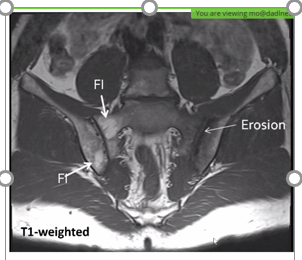 You are viewing mo@dadine
FI
Erosion
FI
T1-weighted